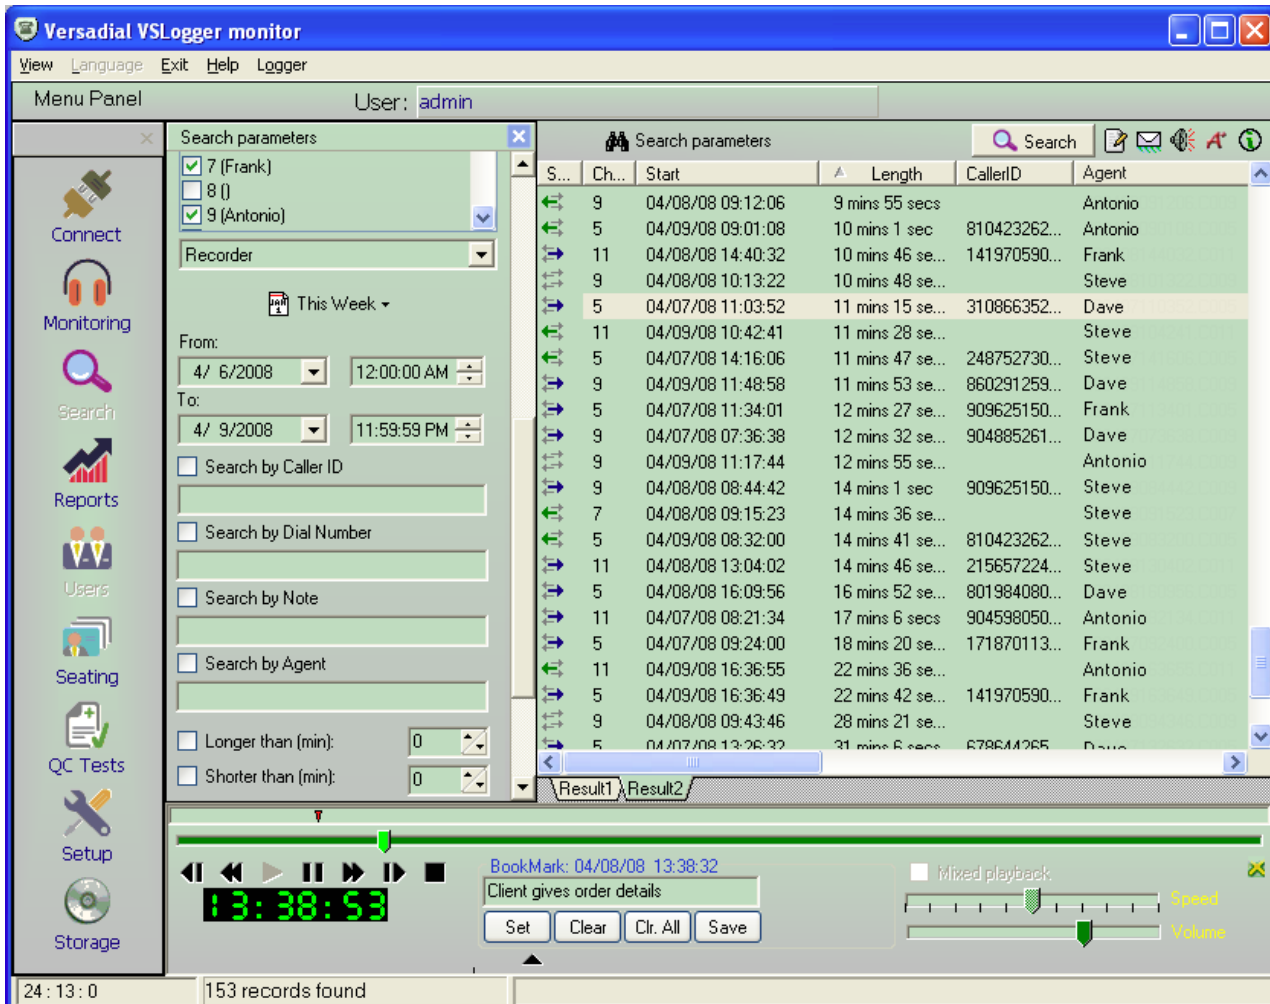 Versadial VSLogger monitor
View Language Exit Help Logger
Menu Panel User: admin
Connect
Monitoring
Search
Reports
Users
Seating
QC Tests
Setup
Storage
Search parameters
7 (Frank)
8 ()
9 (Antonio)
Recorder
This Week
From:
4/ 6/2008 12:00:00 AM
To:
4/ 9/2008 11:59:59 PM
Search by Caller ID
Search by Dial Number
Search by Note
Search by Agent
Longer than (min): 0
Shorter than (min): 0
Search parameters Search
S... Ch... Start Length CallerID Agent
9 04/08/08 09:12:06 9 mins 55 secs Antonio
5 04/09/08 09:01:08 10 mins 1 sec 810423262... Antonio
11 04/08/08 14:40:32 10 mins 46 se... 141970590... Frank
9 04/08/08 10:13:22 10 mins 48 se... Steve
5 04/07/08 11:03:52 11 mins 15 se... 310866352... Dave
11 04/09/08 10:42:41 11 mins 28 se... Steve
5 04/07/08 14:16:06 11 mins 47 se... 248752730... Steve
9 04/09/08 11:48:58 11 mins 53 se... 860291259... Dave
5 04/07/08 11:34:01 12 mins 27 se... 909625150... Frank
9 04/07/08 07:36:38 12 mins 32 se... 904885261... Dave
9 04/09/08 11:17:44 12 mins 55 se... Antonio
9 04/08/08 08:44:42 14 mins 1 sec 909625150... Steve
7 04/08/08 09:15:23 14 mins 36 se... Steve
5 04/09/08 08:32:00 14 mins 41 se... 810423262... Steve
11 04/08/08 13:04:02 14 mins 46 se... 215657224... Steve
5 04/08/08 16:09:56 16 mins 52 se... 801984080... Dave
11 04/07/08 08:21:34 17 mins 6 secs 904598050... Antonio
5 04/07/08 09:24:00 18 mins 20 se... 171870113... Frank
11 04/09/08 16:36:55 22 mins 36 se... Antonio
5 04/09/08 16:36:49 22 mins 42 se... 141970590... Frank
9 04/08/08 09:43:46 28 mins 21 se... Steve
5 04/07/08 13:26:32 31 mins 6 secs 678644265... Dave
Result1 Result2
13:38:53
BookMark: 04/08/08 13:38:32
Client gives order details
Set Clear Clr. All Save
Mixed playback
Speed
Volume
24 : 13 : 0 153 records found